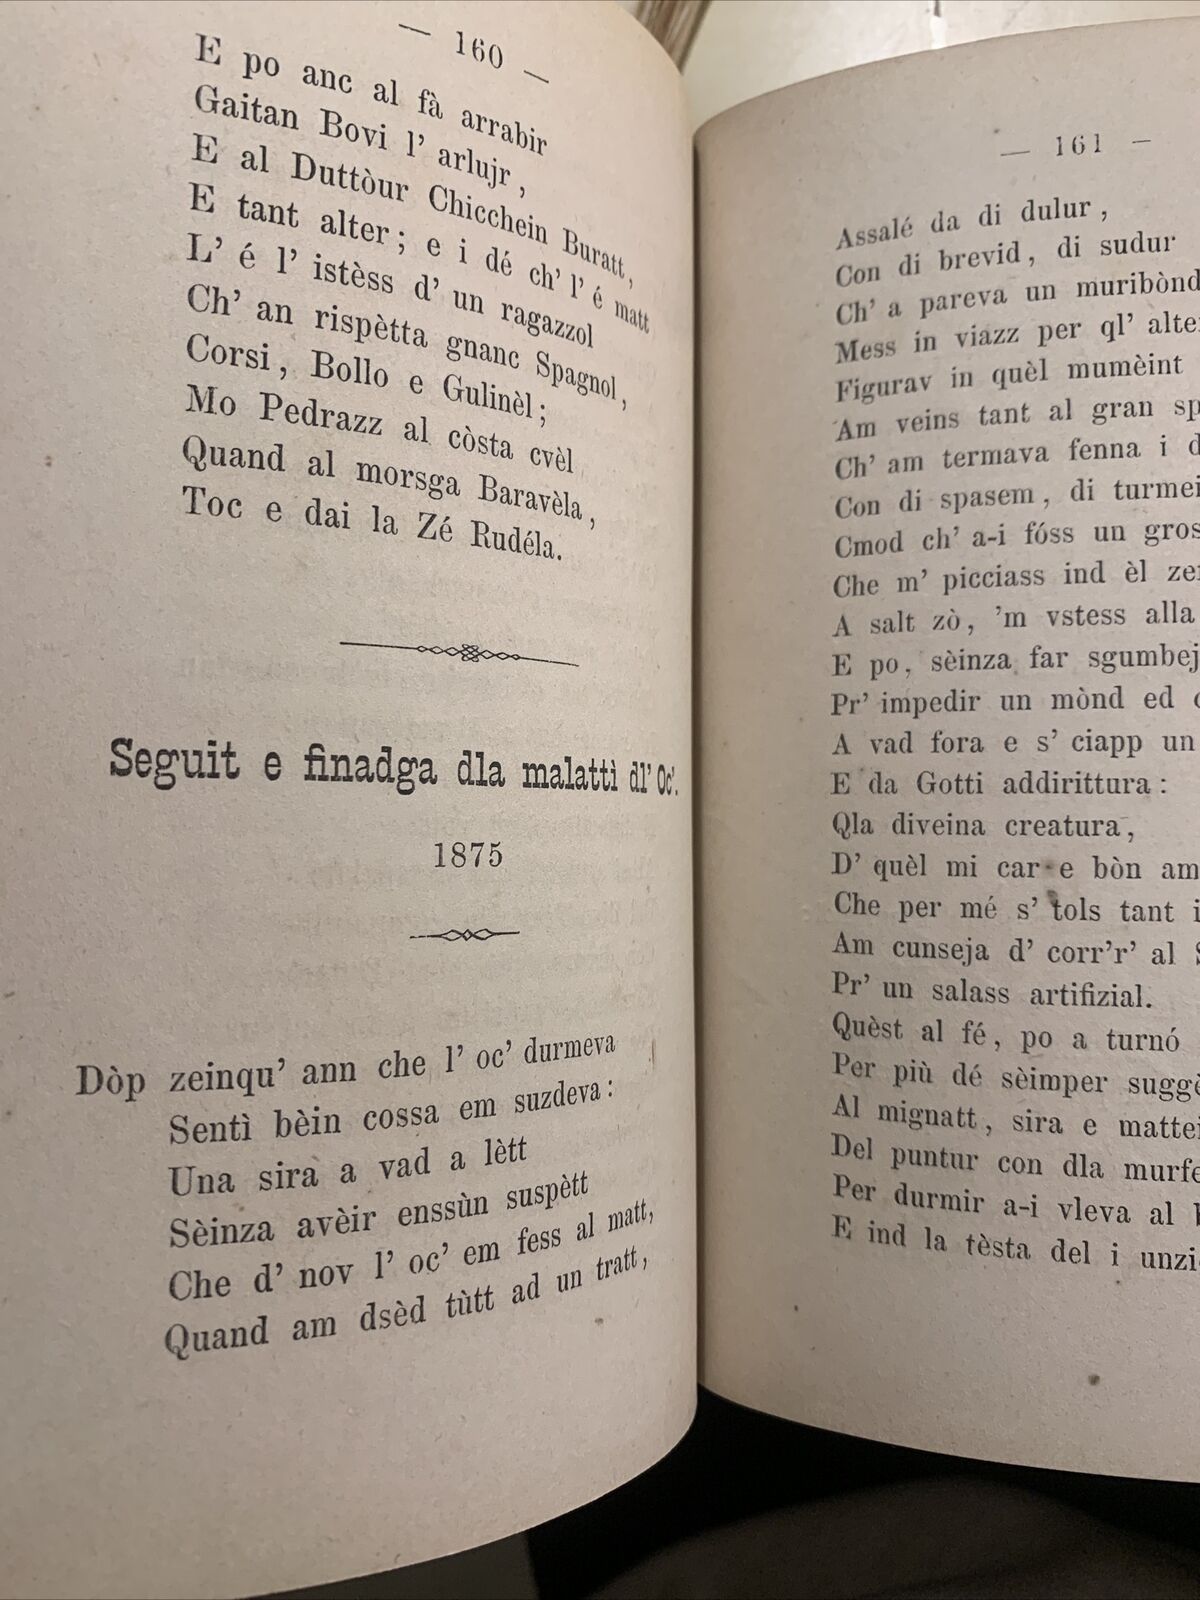 — 160 —
E po anc al fà arrabir
Gaitan Bovi l' arlujr,
E al Duttòur Chicchein Buratt,
E tant alter; e i dé ch' l' é matt
L' é l' istèss d' un ragazzol
Ch' an rispètta gnanc Spagnol,
Corsi, Bollo e Gulinèl;
Mo Pedrazz al còsta cvèl
Quand al morsga Baravèla,
Toc e dai la Zé Rudéla.
Seguit e finadga dla malattì dl' Oc'.
1875
Dòp zeinqu' ann che l' oc' durmeva
Sentì bèin cossa em suzdeva:
Una sira a vad a lètt
Sèinza avèir enssùn suspètt
Che d' nov l' oc' em fess al matt,
Quand am dsèd tùtt ad un tratt,
— 161 —
Assalé da di dulur,
Con di brevid, di sudur
Ch' a pareva un muribònd
Mess in viazz per ql' alter
Figurav in quèl mumèint
Am veins tant al gran
Ch' am termava fenna i
Con di spasem, di
Cmod ch' a-i fóss un
Che m' picciass ind èl
A salt zò, 'm vstess alla
E po, sèinza far
Pr' impedir un mònd ed
A vad fora e s' ciapp un
E da Gotti addirittura:
Qla diveina creatura,
D' quèl mi car e bòn
Che per mé s' tols tant
Am cunseja d' corr'r' al
Pr' un salass artifizial.
Quèst al fé, po a turnó
Per più dé sèimper
Al mignatt, sira e
Del puntur con dla
Per durmir a-i vleva al
E ind la tèsta del i